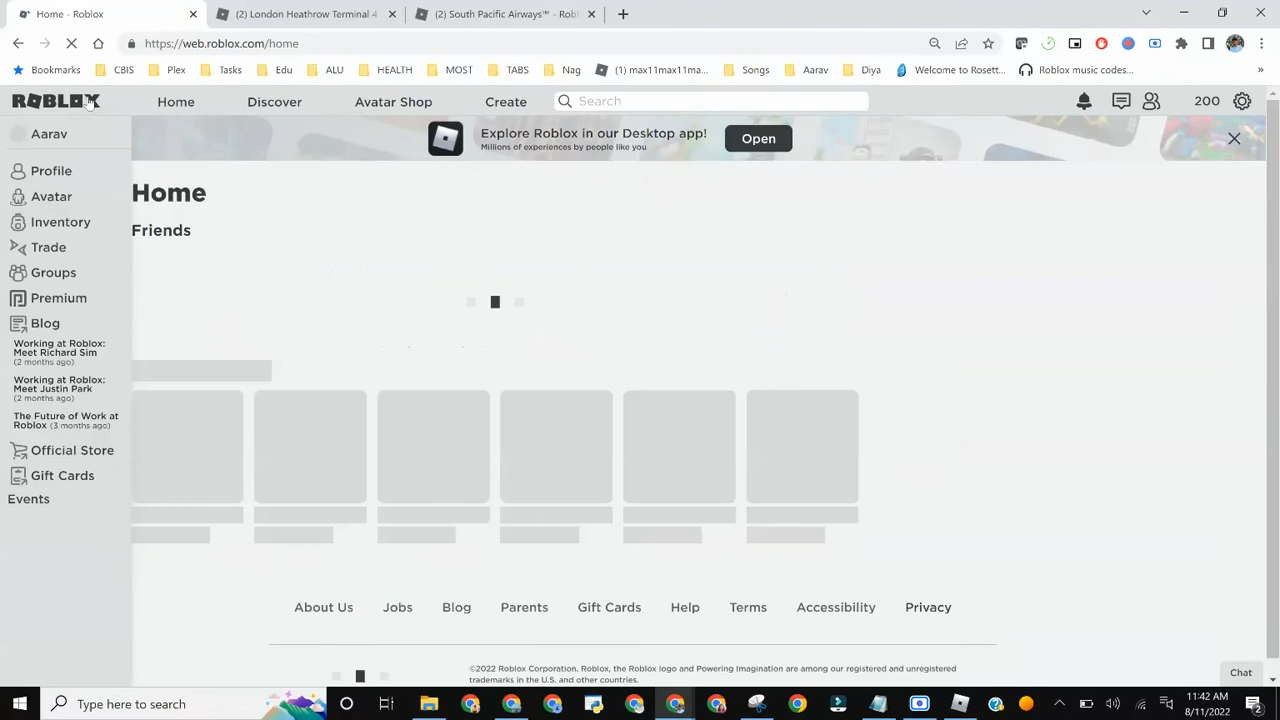 Home - Roblox
(2) London Heathrow Terminal 4
(2) South Pacific Airways™ - Rob
https://web.roblox.com/home
Bookmarks
CBIS
Plex
Tasks
Edu
ALU
HEALTH
MOST
TABS
Nag
(1) max11max11ma...
Songs
Aarav
Diya
Welcome to Rosett...
Roblox music codes...
»
ROBLOX
Home
Discover
Avatar Shop
Create
Search
200
Aarav
Explore Roblox in our Desktop app!
Millions of experiences by people like you
Open
Profile
Avatar
Inventory
Trade
Groups
Premium
Blog
Working at Roblox:
Meet Richard Sim
(2 months ago)
Working at Roblox:
Meet Justin Park
(2 months ago)
The Future of Work at
Roblox (3 months ago)
Official Store
Gift Cards
Events
Home
Friends
About Us
Jobs
Blog
Parents
Gift Cards
Help
Terms
Accessibility
Privacy
©2022 Roblox Corporation. Roblox, the Roblox logo and Powering Imagination are among our registered and unregistered
trademarks in the U.S. and other countries.
Chat
Type here to search
11:42 AM
8/11/2022
2